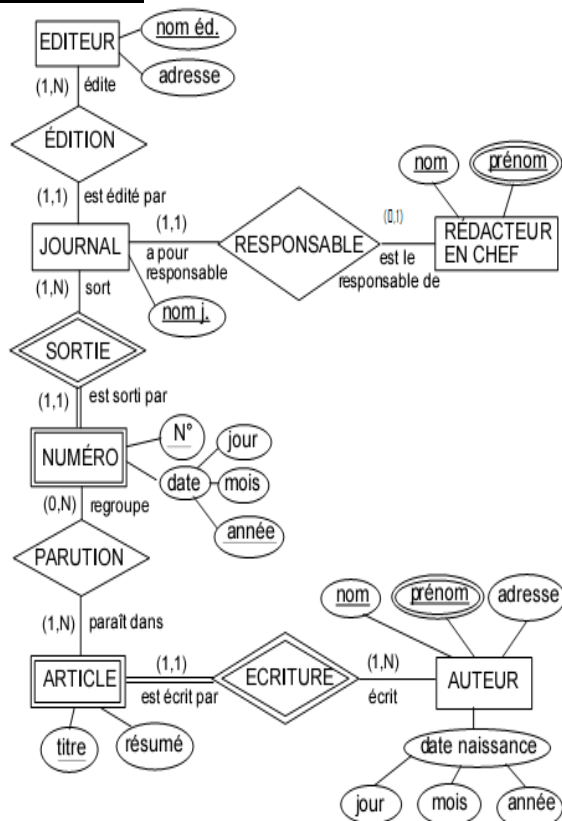 nom éd.
EDITEUR
adresse
(1,N) édite
ÉDITION
nom
prénom
(1,1) est édité par
(1,1)
(0,1)
JOURNAL
RESPONSABLE
RÉDACTEUR
EN CHEF
a pour
responsable
est le
responsable de
(1,N) sort
nom j.
SORTIE
(1,1) est sorti par
N°
jour
NUMÉRO
date
mois
année
(0,N) regroupe
PARUTION
nom
prénom
adresse
(1,N) paraît dans
(1,1)
(1,N)
ARTICLE
ECRITURE
AUTEUR
est écrit par
écrit
titre
résumé
date naissance
jour
mois
année